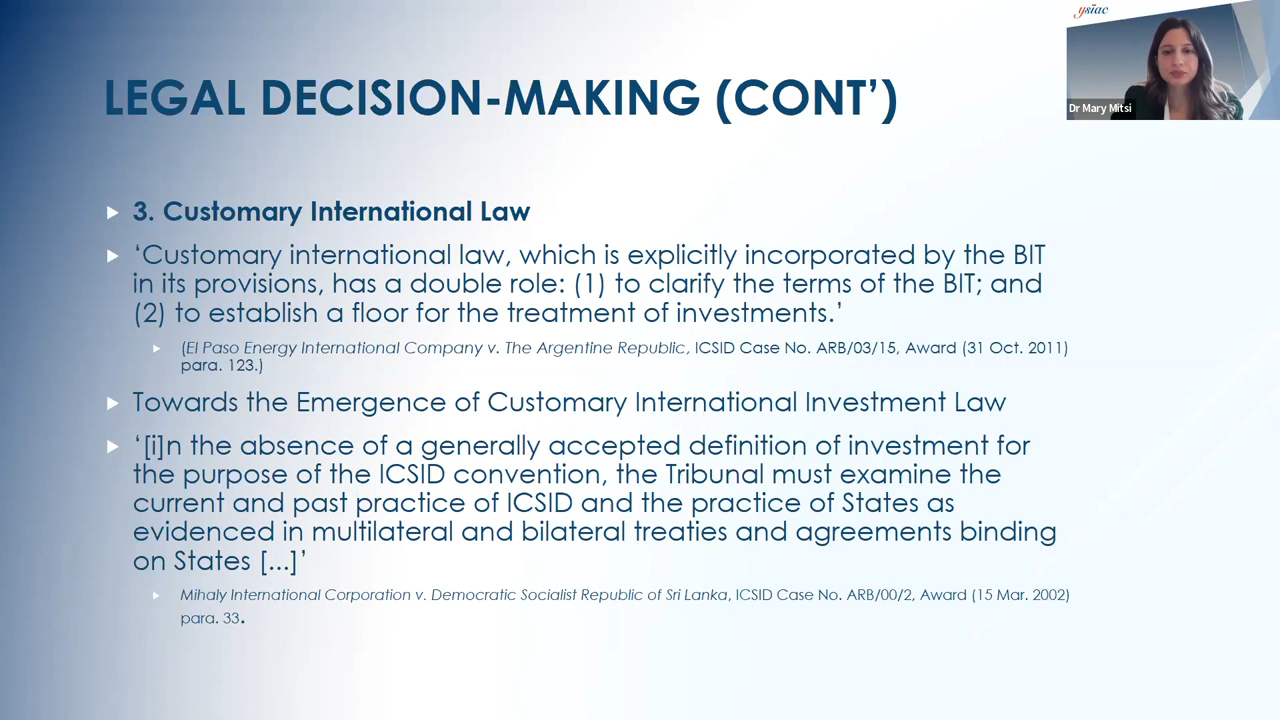 ysiac
LEGAL DECISION-MAKING (CONT’)
Dr Mary Mitsi
3. Customary International Law
‘Customary international law, which is explicitly incorporated by the BIT
in its provisions, has a double role: (1) to clarify the terms of the BIT; and
(2) to establish a floor for the treatment of investments.’
(El Paso Energy International Company v. The Argentine Republic, ICSID Case No. ARB/03/15, Award (31 Oct. 2011)
para. 123.)
Towards the Emergence of Customary International Investment Law
‘[i]n the absence of a generally accepted definition of investment for
the purpose of the ICSID convention, the Tribunal must examine the
current and past practice of ICSID and the practice of States as
evidenced in multilateral and bilateral treaties and agreements binding
on States [...]’
Mihaly International Corporation v. Democratic Socialist Republic of Sri Lanka, ICSID Case No. ARB/00/2, Award (15 Mar. 2002)
para. 33.